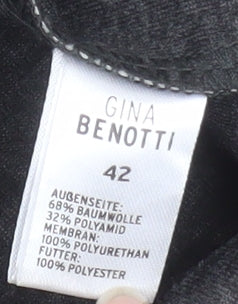 GINA
BENOTTI
42
AUßENSEITE:
68% BAUMWOLLE
32% POLYAMID
MEMBRAN:
100% POLYURETHAN
FUTTER:
100% POLYESTER